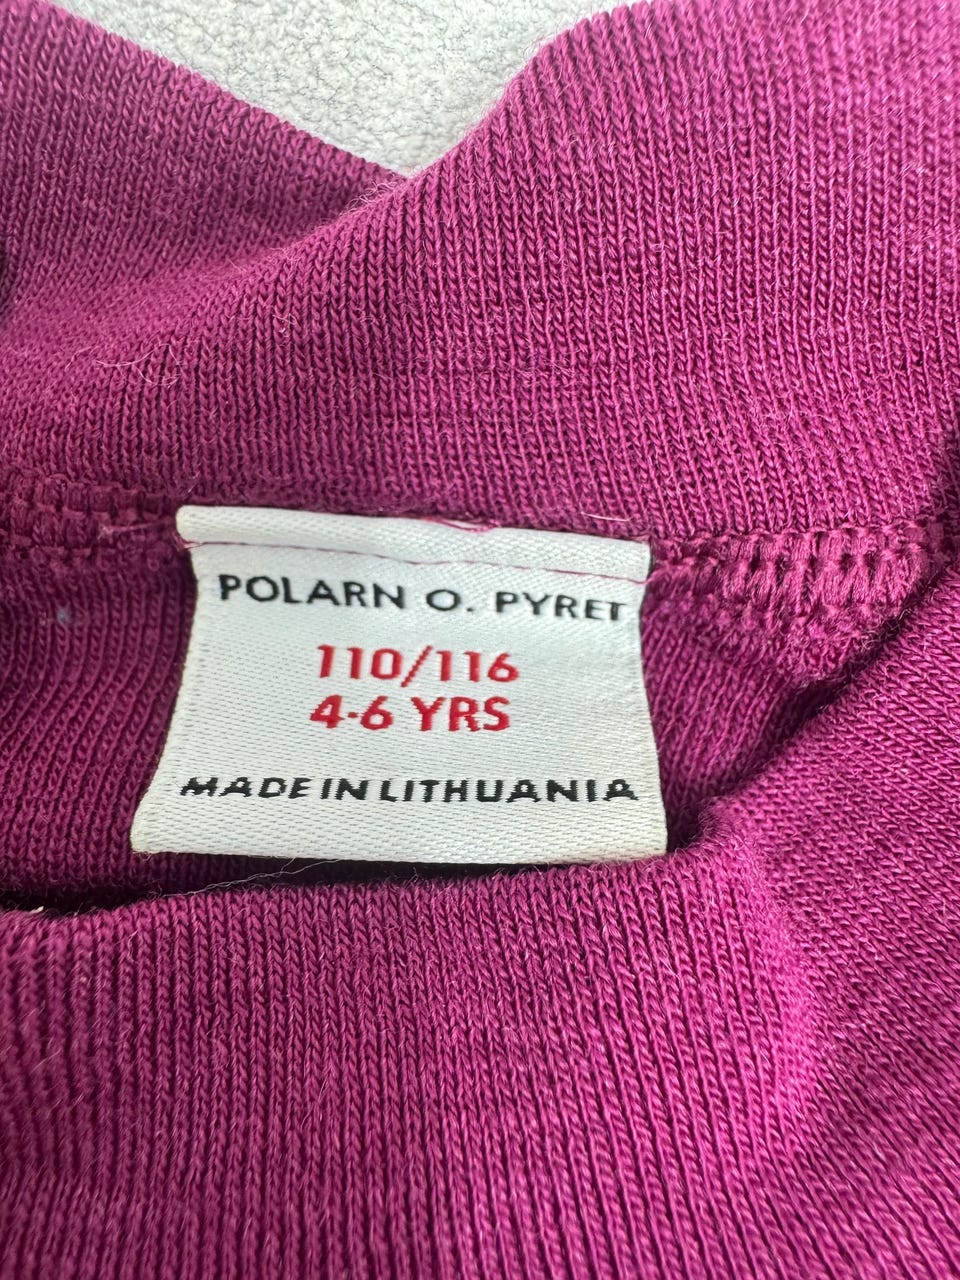 POLARN O. PYRET
110/116
4-6 YRS
MADE IN LITHUANIA